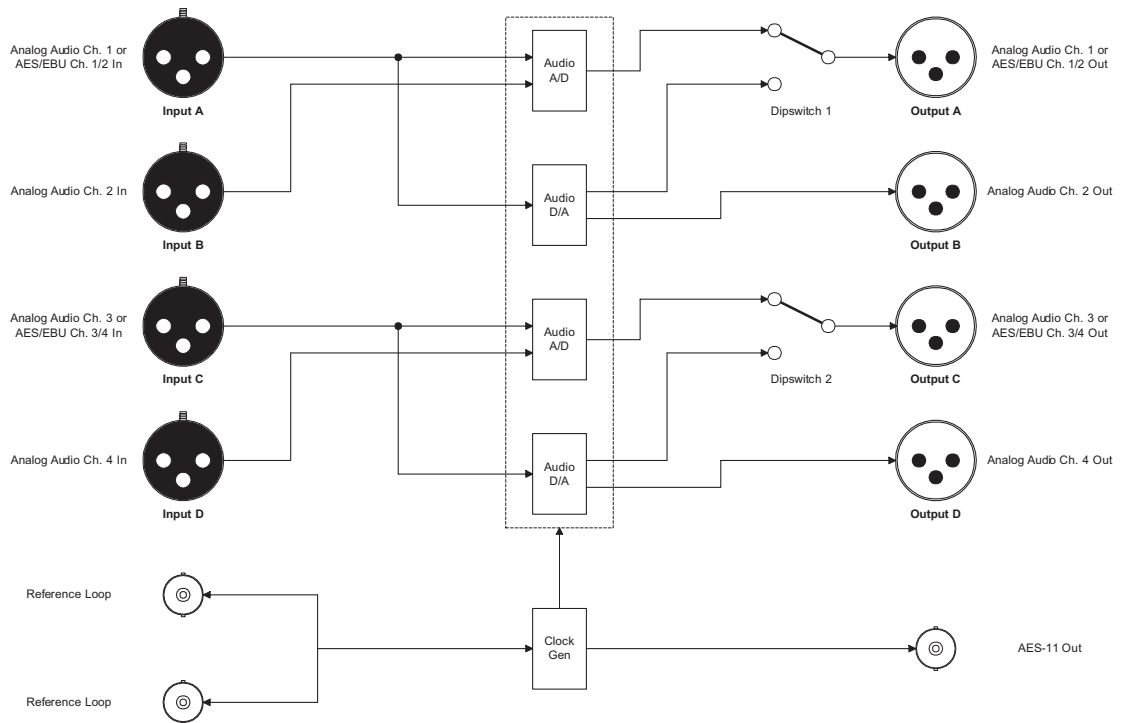 Analog Audio Ch. 1 or
AES/EBU Ch. 1/2 In
Input A
Audio
A/D
Dipswitch 1
Output A
Analog Audio Ch. 1 or
AES/EBU Ch. 1/2 Out
Analog Audio Ch. 2 In
Input B
Audio
D/A
Output B
Analog Audio Ch. 2 Out
Analog Audio Ch. 3 or
AES/EBU Ch. 3/4 In
Input C
Audio
A/D
Dipswitch 2
Output C
Analog Audio Ch. 3 or
AES/EBU Ch. 3/4 Out
Analog Audio Ch. 4 In
Input D
Audio
D/A
Output D
Analog Audio Ch. 4 Out
Reference Loop
Clock
Gen
AES-11 Out
Reference Loop